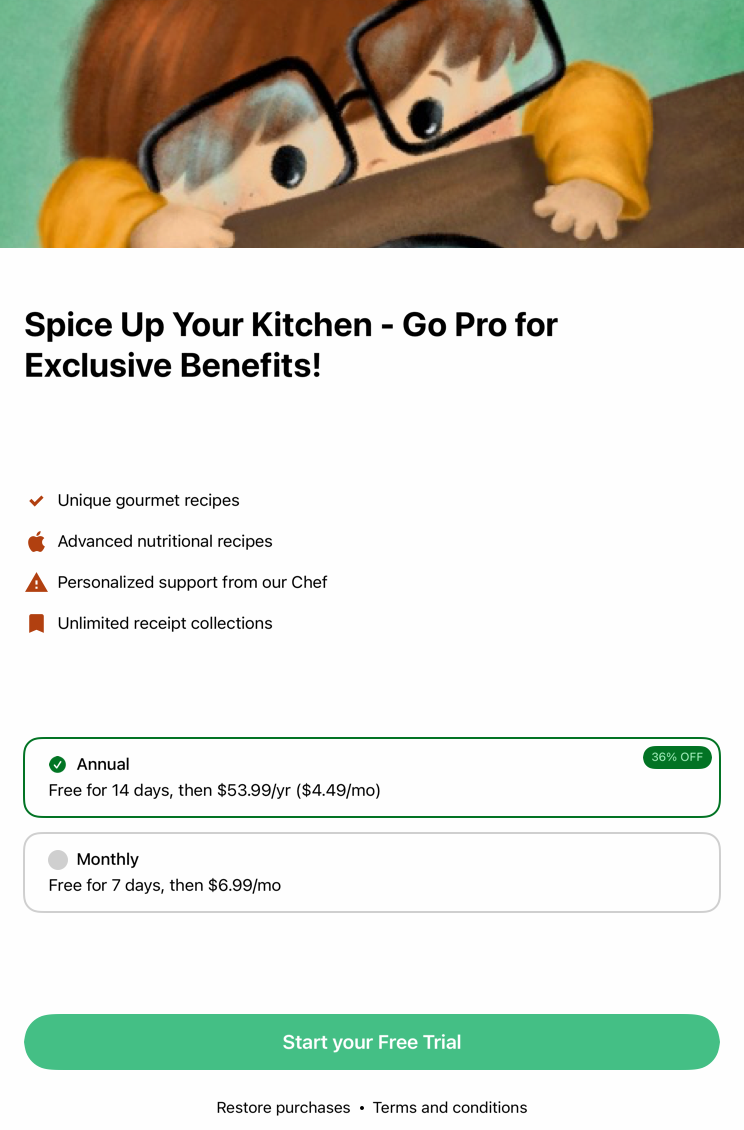 Spice Up Your Kitchen - Go Pro for
Exclusive Benefits!
Unique gourmet recipes
Advanced nutritional recipes
Personalized support from our Chef
Unlimited receipt collections
Annual
36% OFF
Free for 14 days, then $53.99/yr ($4.49/mo)
Monthly
Free for 7 days, then $6.99/mo
Start your Free Trial
Restore purchases • Terms and conditions